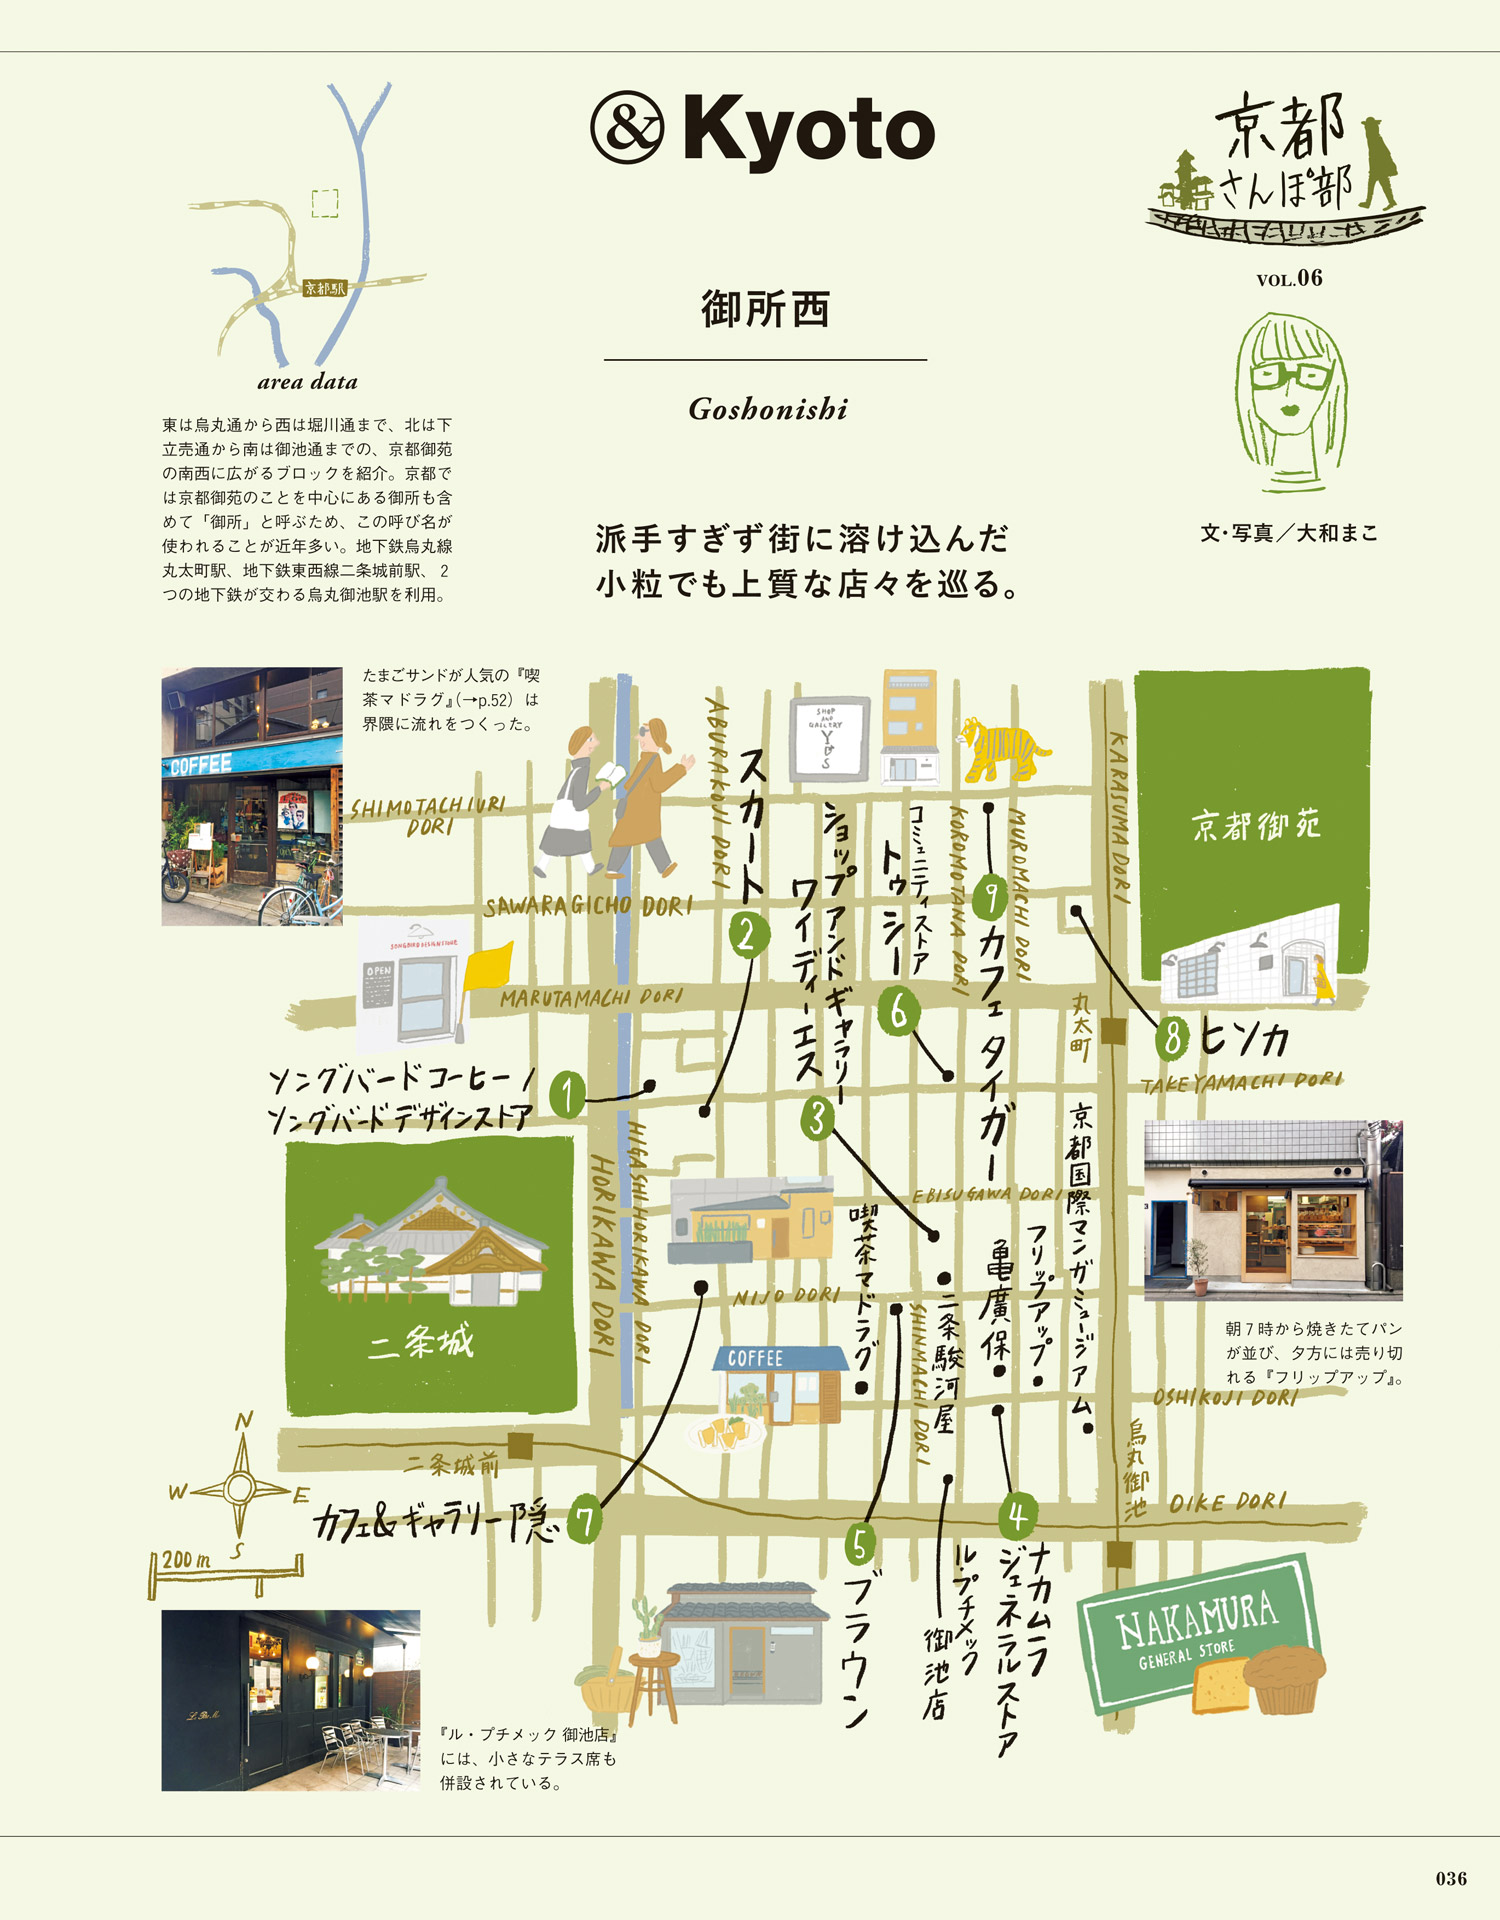 & Kyoto
京都
さんぽ部
VOL.06
文・写真／大和まこ
御所西
Goshonishi
派手すぎず街に溶け込んだ
小粒でも上質な店々を巡る。
京都駅
area data
東は烏丸通から西は堀川通まで、北は下
立売通から南は御池通までの、京都御苑
の南西に広がるブロックを紹介。京都で
は京都御苑のことを中心にある御所も含
めて「御所」と呼ぶため、この呼び名が
使われることが近年多い。地下鉄烏丸線
丸太町駅、地下鉄東西線二条城前駅、2
つの地下鉄が交わる烏丸御池駅を利用。
COFFEE
たまごサンドが人気の『喫
茶マドラグ』（→p.52）は
界隈に流れをつくった。
SHIMOTACHIURI
DORI
ABURAKOJI DORI
スカート
2
SHOP
AND
GALLERY
YDS
ショップアンドギャラリー
ワイディーエス
3
コミュニティストア
トゥ シー
6
KOROMOTANA DORI
MUROMACHI DORI
9
カフェ タイガー
KARASUMA DORI
京都御苑
SAWARAGICHO DORI
SONGBIRD DESIGN STORE
OPEN
MARUTAMACHI DORI
丸太町
8 ヒソカ
TAKEYAMACHI DORI
ソングバードコーヒー/
ソングバードデザインストア
1
HIGASHI HORIKAWA DORI
HORIKAWA DORI
二条城
EBISUGAWA DORI
京都国際マンガミュージアム
フリップアップ
亀廣保
二条駿河屋
喫茶マドラグ
NIJO DORI
SHINMACHI DORI
COFFEE
朝7時から焼きたてパン
が並び、夕方には売り切
れる『フリップアップ』。
OSHIKOJI DORI
烏丸御池
OIKE DORI
二条城前
N
W
E
S
200m
カフェ&ギャラリー隠 7
5
ブラウン
ル・プチメック
御池店
4
ナカムラ
ジェネラルストア
NAKAMURA
GENERAL STORE
『ル・プチメック 御池店』
には、小さなテラス席も
併設されている。
036